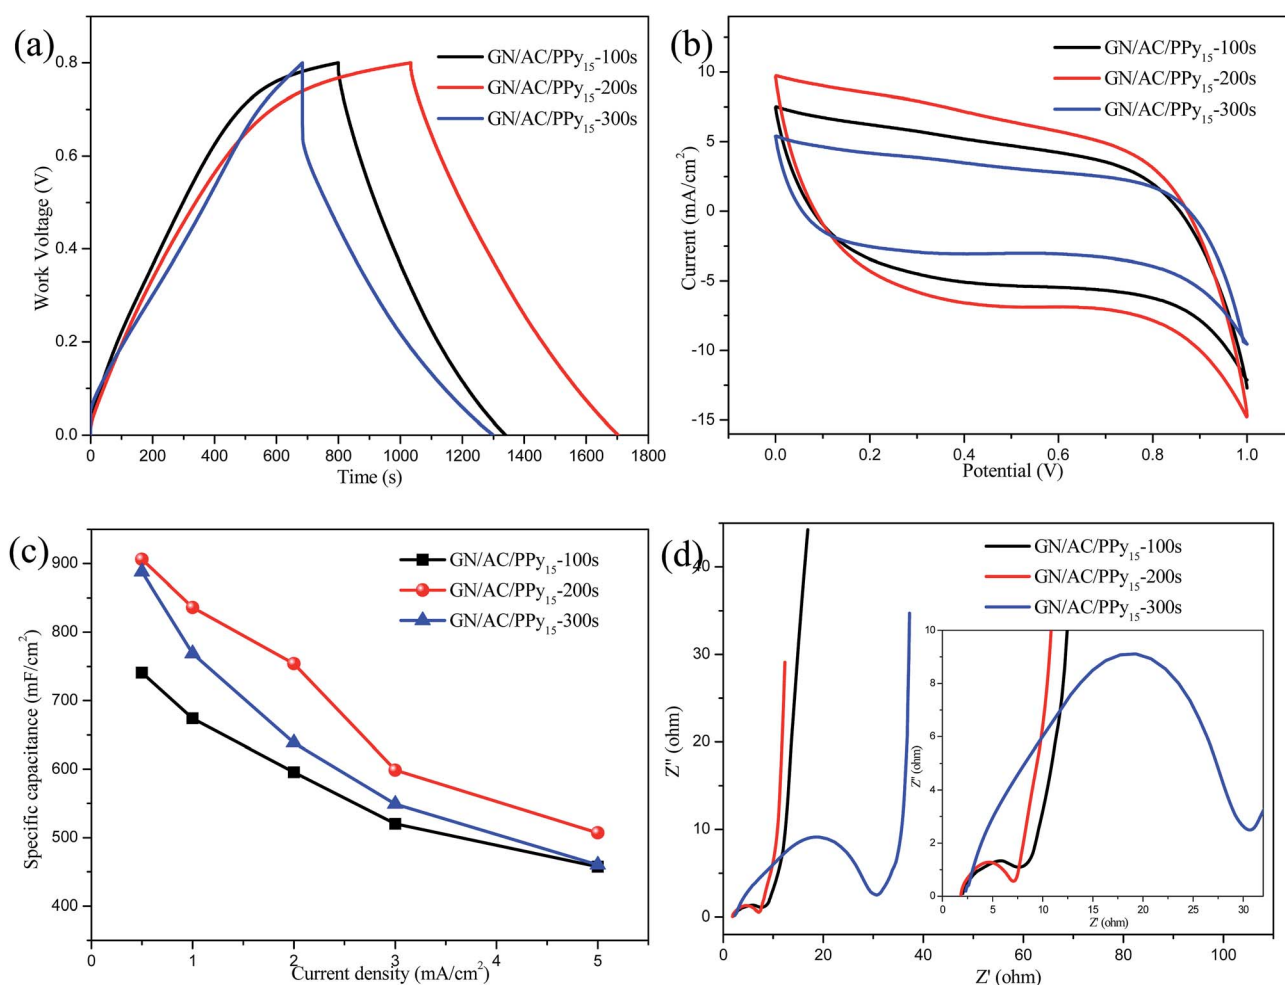 (a)
GN/AC/PPy₁₅-100s
GN/AC/PPy₁₅-200s
GN/AC/PPy₁₅-300s
0.8
0.6
0.4
0.2
0.0
Work Voltage (V)
0 200 400 600 800 1000 1200 1400 1600 1800
Time (s)
(b)
GN/AC/PPy₁₅-100s
GN/AC/PPy₁₅-200s
GN/AC/PPy₁₅-300s
10
5
0
-5
-10
-15
Current (mA/cm²)
0.0 0.2 0.4 0.6 0.8 1.0
Potential (V)
(c)
GN/AC/PPy₁₅-100s
GN/AC/PPy₁₅-200s
GN/AC/PPy₁₅-300s
900
850
800
750
700
650
600
550
500
450
400
Specific capacitance (mF/cm²)
0 1 2 3 4 5
Current density (mA/cm²)
(d)
GN/AC/PPy₁₅-100s
GN/AC/PPy₁₅-200s
GN/AC/PPy₁₅-300s
40
30
20
10
0
Z'' (ohm)
0 20 40 60 80 100
Z' (ohm)
10
8
6
4
2
0
Z'' (ohm)
0 5 10 15 20 25 30
Z' (ohm)